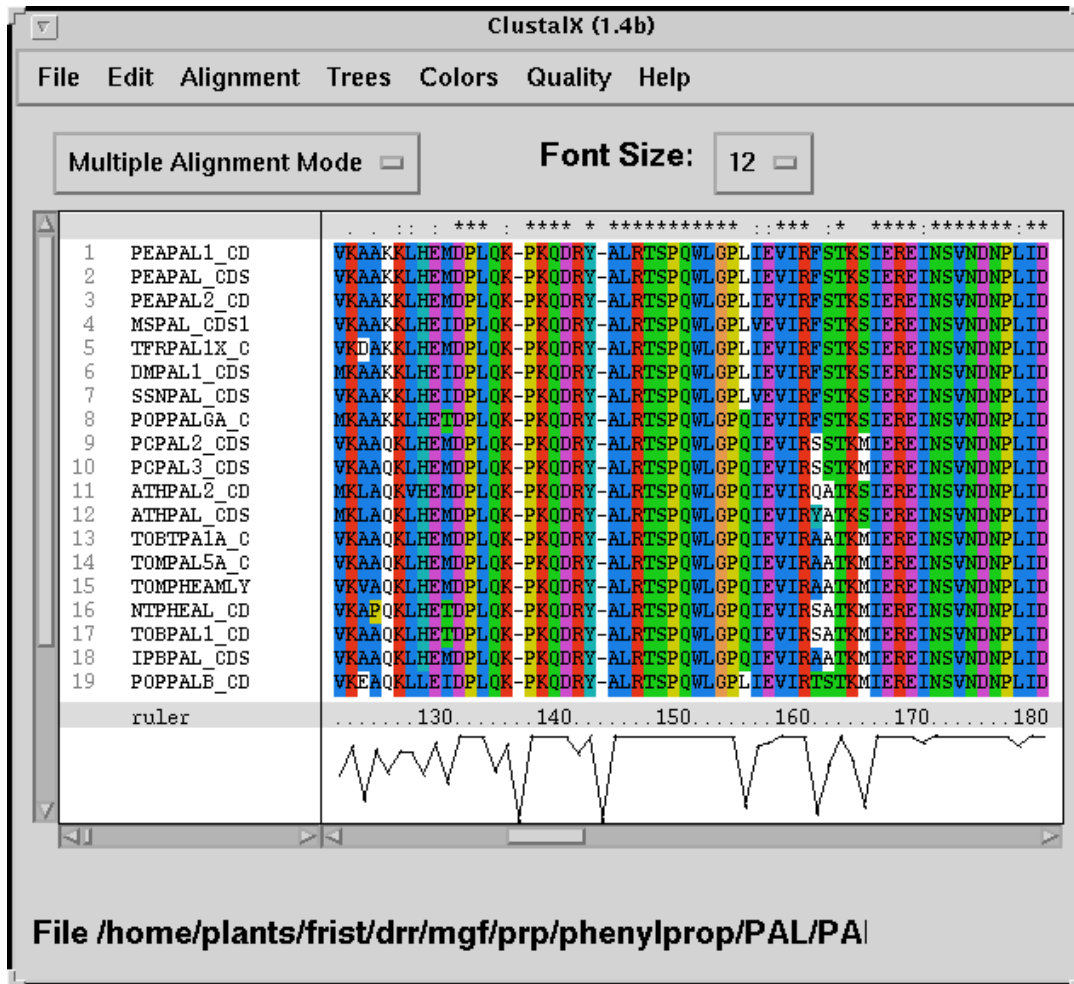 ClustalX (1.4b)
File Edit Alignment Trees Colors Quality Help
Multiple Alignment Mode Font Size: 12
. . :: : *** : **** * *********** ::*** :* ****:*******:**
1 PEAPAL1_CD VKAAKKLHEMDPLQK-PKQDRY-ALRTSPQWLGPLIEVIRFSTKSIEREINSVNDNPLID
2 PEAPAL_CDS VKAAKKLHEMDPLQK-PKQDRY-ALRTSPQWLGPLIEVIRFSTKSIEREINSVNDNPLID
3 PEAPAL2_CD VKAAKKLHEMDPLQK-PKQDRY-ALRTSPQWLGPLIEVIRFSTKSIEREINSVNDNPLID
4 MSPAL_CDS1 VKAAKKLHEIDPLQK-PKQDRY-ALRTSPQWLGPLVEVIRFSTKSIEREINSVNDNPLID
5 TFRPAL1X_C VKDAKKLHEMDPLQK-PKQDRY-ALRTSPQWLGPLIEVIRFSTKSIEREINSVNDNPLID
6 DMPAL1_CDS MKAAKKLHEIDPLQK-PKQDRY-ALRTSPQWLGPLIEVIRFSTKSIEREINSVNDNPLID
7 SSNPAL_CDS VKAAKKLHEIDPLQK-PKQDRY-ALRTSPQWLGPLVEVIRFSTKSIEREINSVNDNPLID
8 POPPALGA_C MKAAKKLHETDPLQK-PKQDRY-ALRTSPQWLGPQIEVIRFSTKSIEREINSVNDNPLID
9 PCPAL2_CDS VKAAQKLHEMDPLQK-PKQDRY-ALRTSPQWLGPQIEVIRSSTKMIEREINSVNDNPLID
10 PCPAL3_CDS VKAAQKLHEMDPLQK-PKQDRY-ALRTSPQWLGPQIEVIRSSTKMIEREINSVNDNPLID
11 ATHPAL2_CD MKLAQKVHEMDPLQK-PKQDRY-ALRTSPQWLGPQIEVIRQATKSIEREINSVNDNPLID
12 ATHPAL_CDS MKLAQKLHEMDPLQK-PKQDRY-ALRTSPQWLGPQIEVIRYATKSIEREINSVNDNPLID
13 TOBTPA1A_C VKAAQKLHEMDPLQK-PKQDRY-ALRTSPQWLGPQIEVIRAATKMIEREINSVNDNPLID
14 TOMPAL5A_C VKAAQKLHEMDPLQK-PKQDRY-ALRTSPQWLGPQIEVIRAATKMIEREINSVNDNPLID
15 TOMPHEAMLY VKVAQKLHEMDPLQK-PKQDRY-ALRTSPQWLGPQIEVIRAATKMIEREINSVNDNPLID
16 NTPHEAL_CD VKAPQKLHETDPLQK-PKQDRY-ALRTSPQWLGPQIEVIRSATKMIEREINSVNDNPLID
17 TOBPAL1_CD VKAAQKLHETDPLQK-PKQDRY-ALRTSPQWLGPQIEVIRSATKMIEREINSVNDNPLID
18 IPBPAL_CDS VKAAQKLHEMDPLQK-PKQDRY-ALRTSPQWLGPQIEVIRAATKMIEREINSVNDNPLID
19 POPPALB_CD VKEAQKLLEIDPLQK-PKQDRY-ALRTSPQWLGPLIEVIRTSTKMIEREINSVNDNPLID
ruler .......130.......140.......150.......160.......170.......180
File /home/plants/frist/drr/mgf/prp/phenylprop/PAL/PA